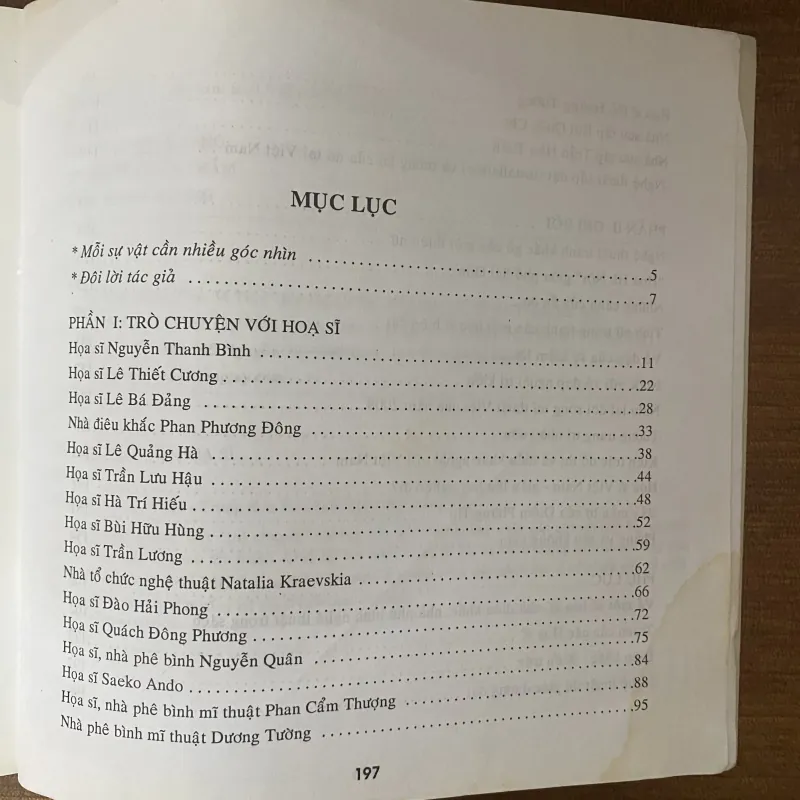 MỤC LỤC
* Mỗi sự vật cần nhiều góc nhìn ........................5
* Đôi lời tác giả ........................7
PHẦN I: TRÒ CHUYỆN VỚI HOẠ SĨ
Họa sĩ Nguyễn Thanh Bình ........................11
Họa sĩ Lê Thiết Cương ........................22
Họa sĩ Lê Bá Đảng ........................28
Nhà điêu khắc Phan Phương Đông ........................33
Họa sĩ Lê Quảng Hà ........................38
Họa sĩ Trần Lưu Hậu ........................44
Họa sĩ Hà Trí Hiếu ........................48
Họa sĩ Bùi Hữu Hùng ........................52
Họa sĩ Trần Lương ........................59
Nhà tổ chức nghệ thuật Natalia Kraevskia ........................62
Họa sĩ Đào Hải Phong ........................66
Họa sĩ Quách Đông Phương ........................72
Họa sĩ, nhà phê bình Nguyễn Quân ........................75
Họa sĩ Saeko Ando ........................84
Họa sĩ, nhà phê bình mĩ thuật Phan Cẩm Thượng ........................88
Nhà phê bình mĩ thuật Dương Tường ........................95
197